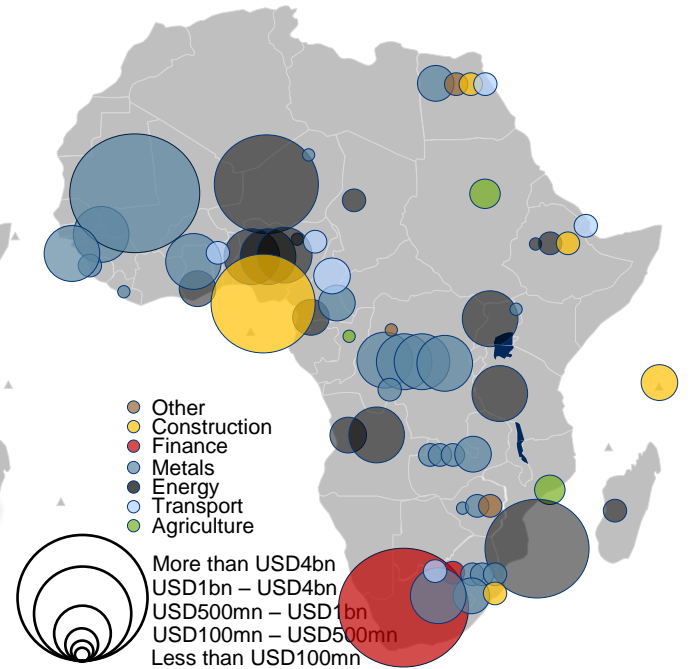 Other
Construction
Finance
Metals
Energy
Transport
Agriculture
More than USD4bn
USD1bn – USD4bn
USD500mn – USD1bn
USD100mn – USD500mn
Less than USD100mn